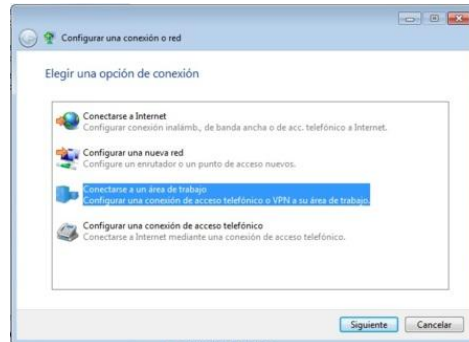 Configurar una conexión o red
Elegir una opción de conexión
Conectarse a Internet
Configurar conexión inalámb., de banda ancha o de acc. telefónico a Internet.
Configurar una nueva red
Configure un enrutador o un punto de acceso nuevos.
Conectarse a un área de trabajo
Configurar una conexión de acceso telefónico o VPN a su área de trabajo.
Configurar una conexión de acceso telefónico
Conectarse a Internet mediante una conexión de acceso telefónico.
Siguiente Cancelar